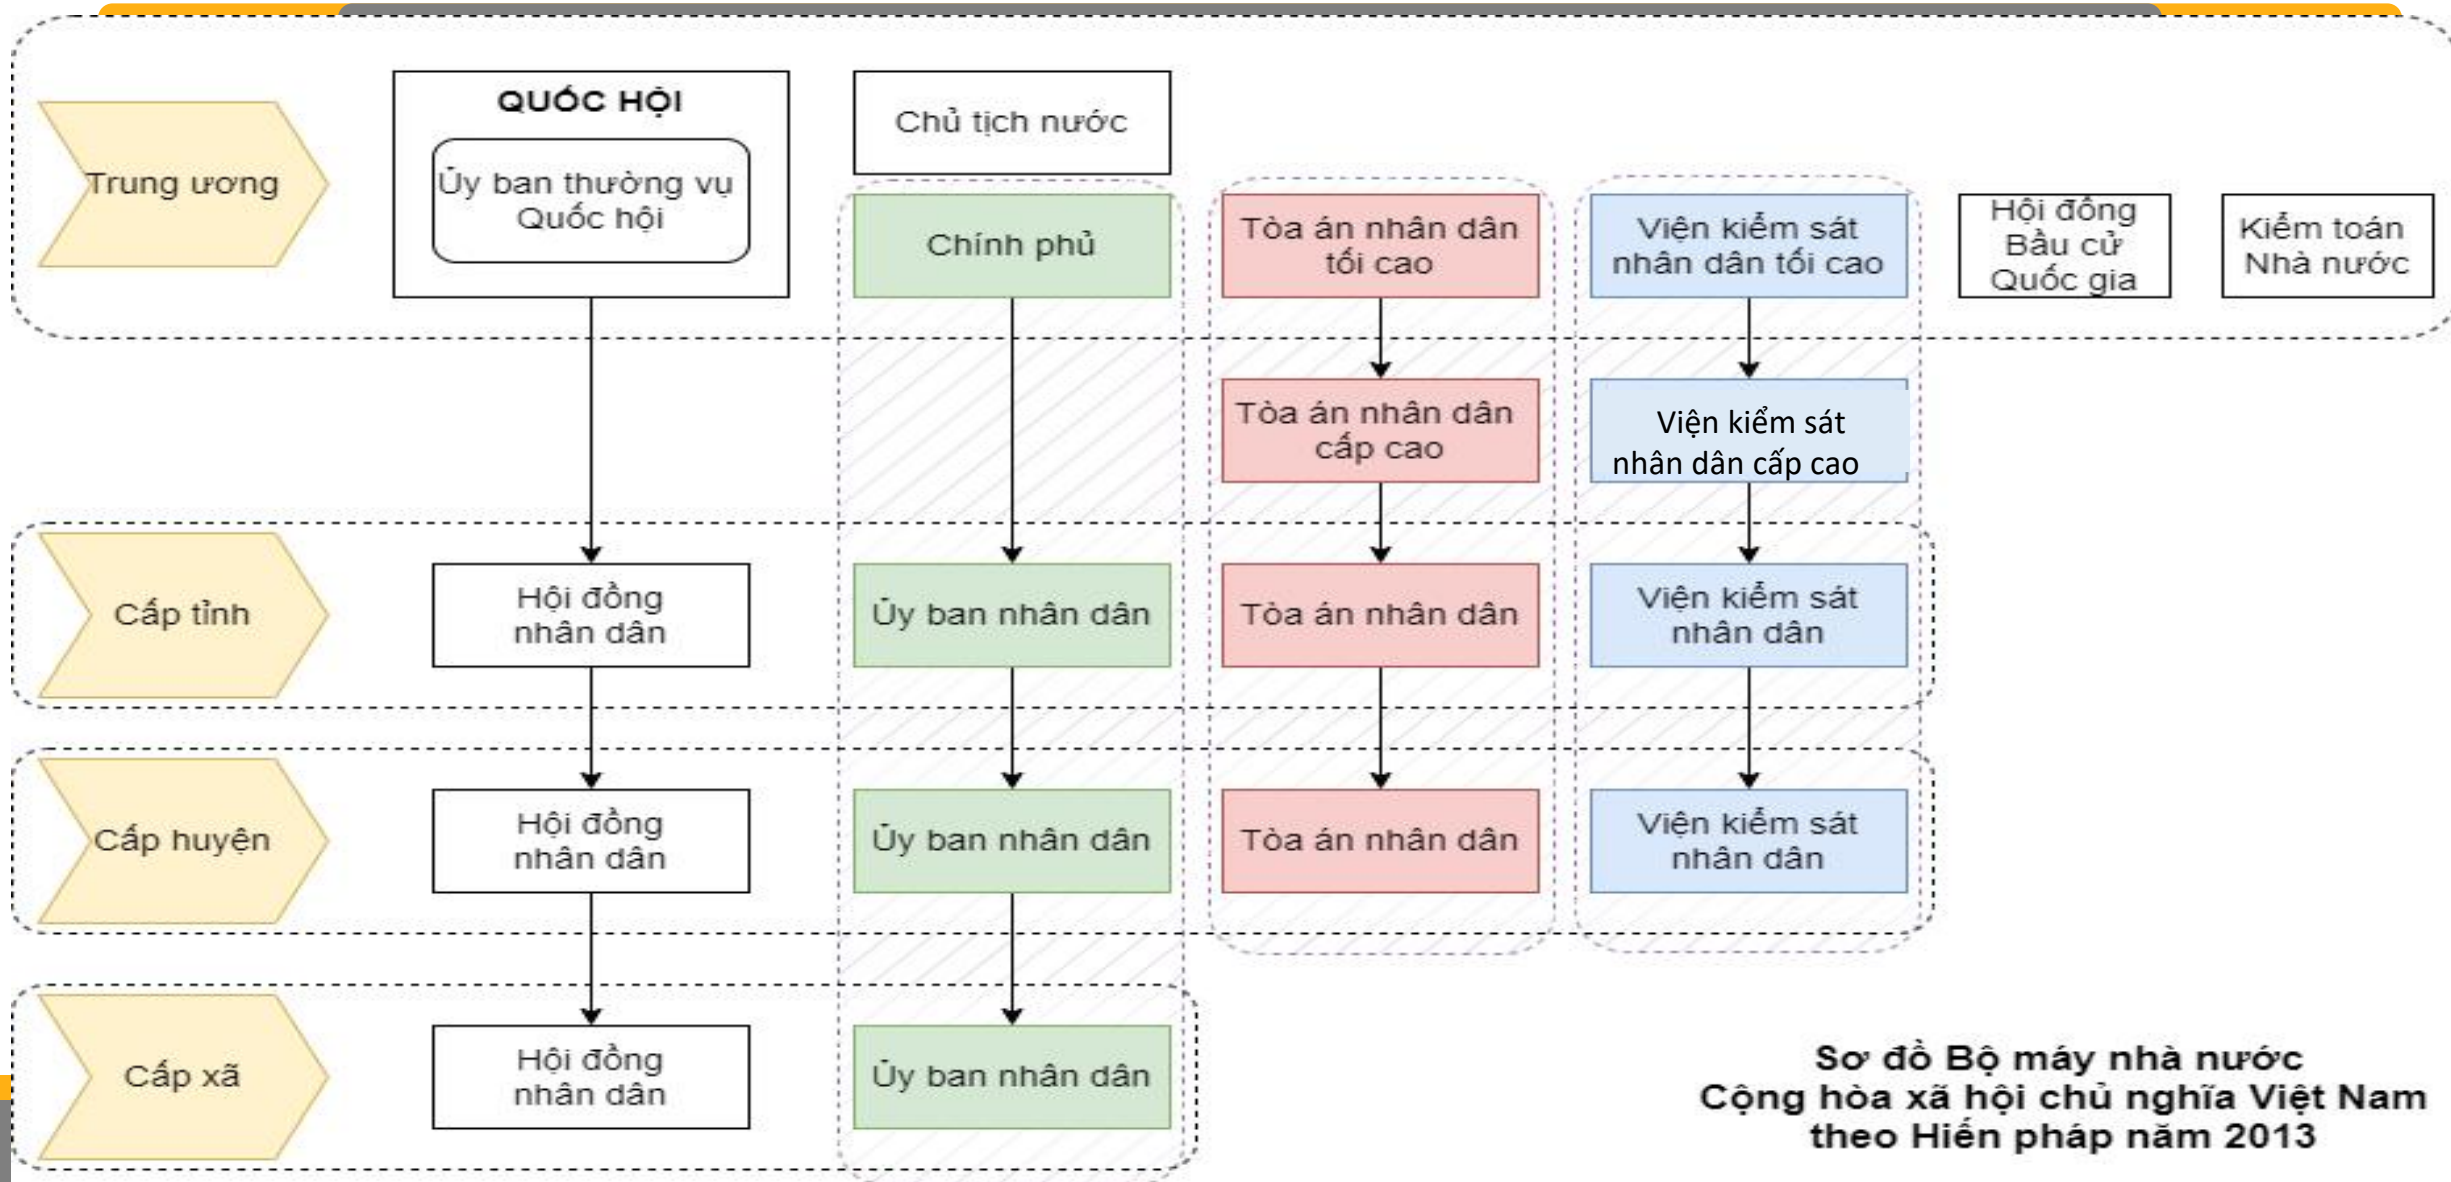 QUỐC HỘI
Chủ tịch nước
Trung ương
Ủy ban thường vụ
Quốc hội
Chính phủ
Tòa án nhân dân
tối cao
Viện kiểm sát
nhân dân tối cao
Hội đồng
Bầu cử
Quốc gia
Kiểm toán
Nhà nước
Tòa án nhân dân
cấp cao
Viện kiểm sát
nhân dân cấp cao
Cấp tỉnh
Hội đồng
nhân dân
Ủy ban nhân dân
Tòa án nhân dân
Viện kiểm sát
nhân dân
Cấp huyện
Hội đồng
nhân dân
Ủy ban nhân dân
Tòa án nhân dân
Viện kiểm sát
nhân dân
Cấp xã
Hội đồng
nhân dân
Ủy ban nhân dân
Sơ đồ Bộ máy nhà nước
Cộng hòa xã hội chủ nghĩa Việt Nam
theo Hiến pháp năm 2013